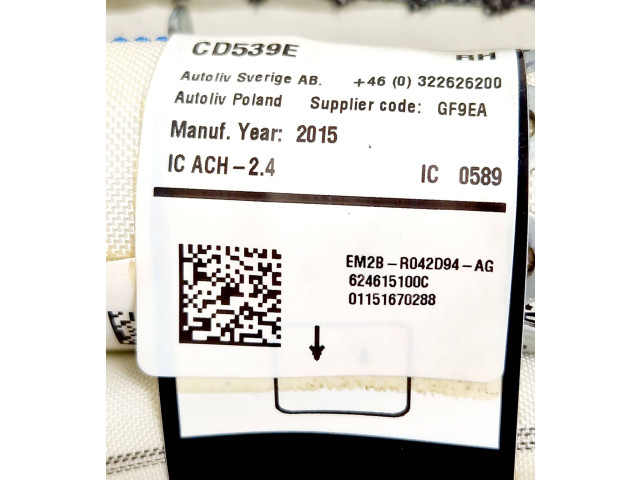 CD539E RH
Autoliv Sverige AB. +46 (0) 322626200
Autoliv Poland Supplier code: GF9EA
Manuf. Year: 2015
IC ACH-2.4 IC 0589
EM2B-R042D94-AG
624615100C
01151670288